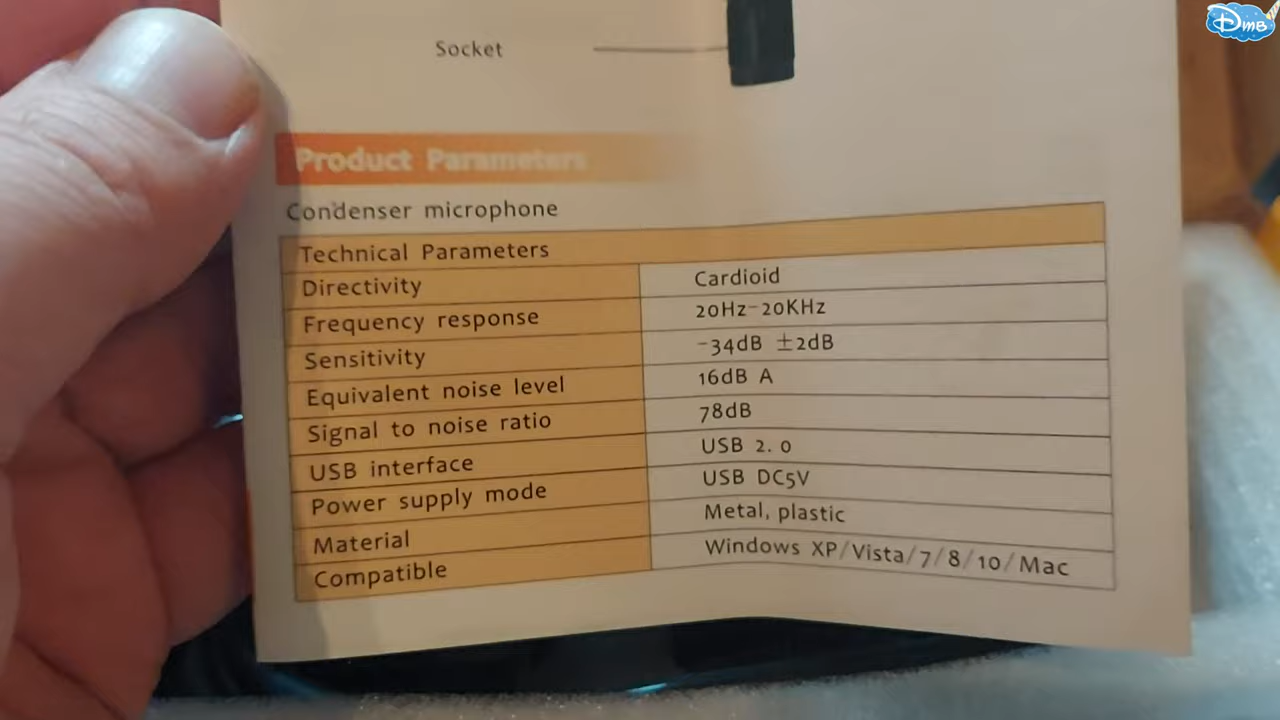 DMB
Socket
Product Parameters
Condenser microphone
Technical Parameters
Directivity Cardioid
Frequency response 20Hz-20KHz
Sensitivity -34dB ±2dB
Equivalent noise level 16dB A
Signal to noise ratio 78dB
USB interface USB 2. 0
Power supply mode USB DC5V
Material Metal, plastic
Compatible Windows XP/Vista/7/8/10/Mac